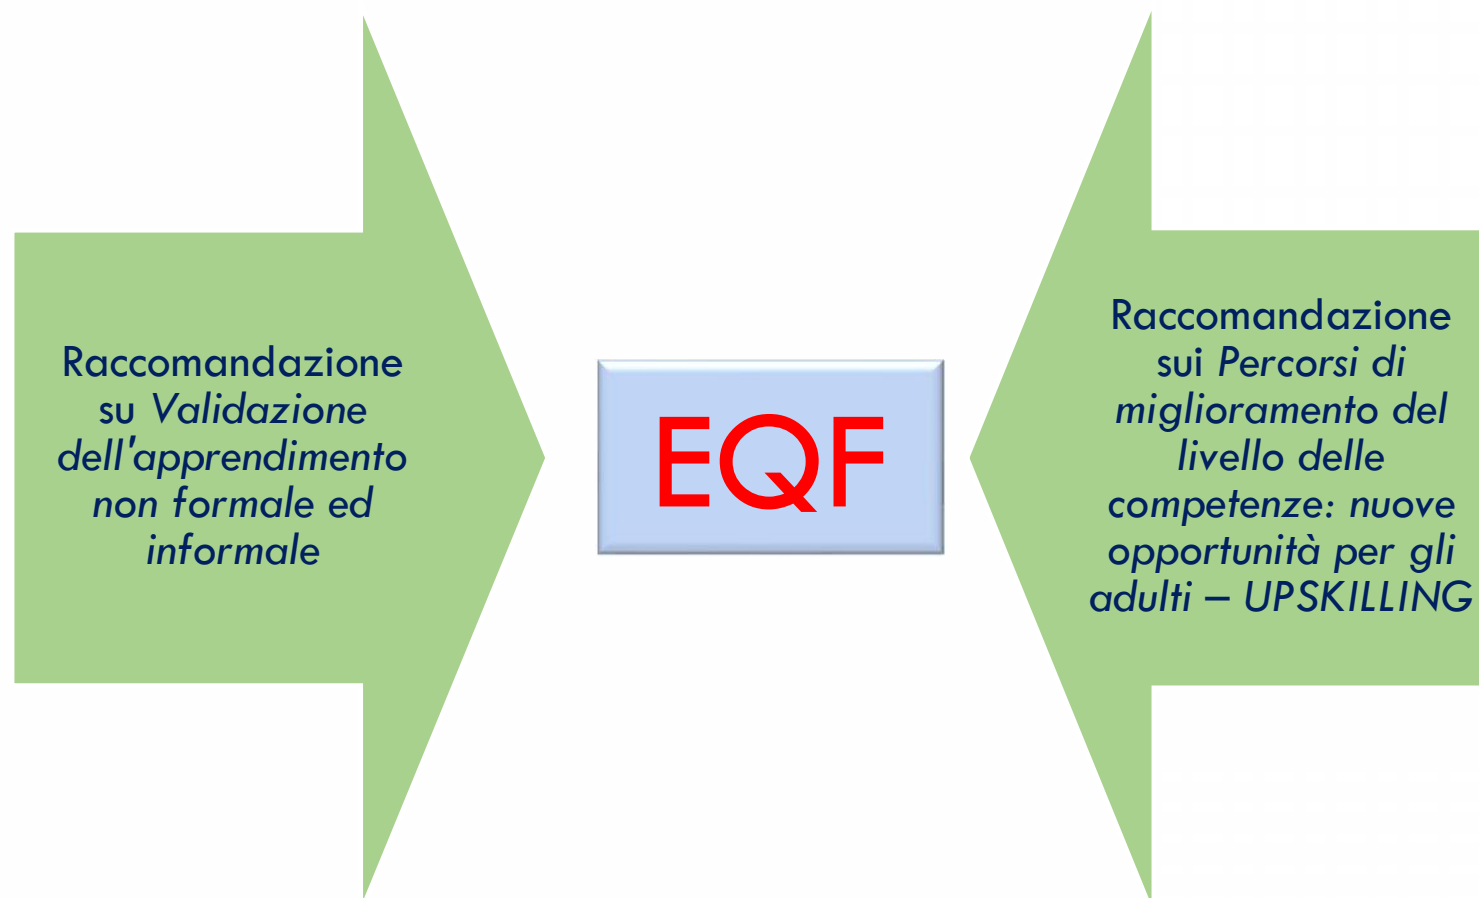 Raccomandazione
su Validazione
dell'apprendimento
non formale ed
informale
EQF
Raccomandazione
sui Percorsi di
miglioramento del
livello delle
competenze: nuove
opportunità per gli
adulti – UPSKILLING